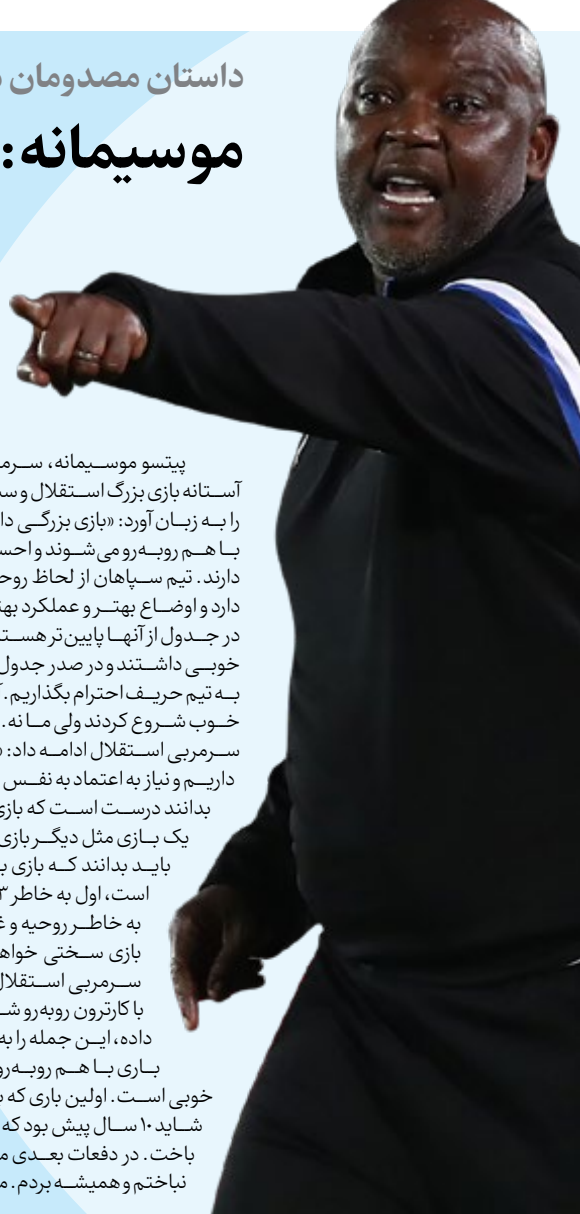 داستان مصدومان
موسیمانه:
پیتسو موسیمانه، سرم
آستانه بازی بزرگ استقلال و س
را به زبان آورد: «بازی بزرگی دا
با هم روبه‌رو می‌شوند و احس
دارند. تیم سپاهان از لحاظ روح
دارد و اوضاع بهتر و عملکرد به
در جدول از آنها پایین‌تر هست
خوبی داشتند و در صدر جدول
به تیم حریف احترام بگذاریم.
خوب شروع کردند ولی ما نه.
سرمربی استقلال ادامه داد:
داریم و نیاز به اعتماد به نفس
بدانند درست است که بازی
یک بازی مثل دیگر بازی
باید بدانند که بازی ب
است، اول به خاطر ۳
به خاطر روحیه و غ
بازی سختی خواه
سرمربی استقلال
با کارترون روبه‌رو ش
داده، این جمله را به
باری با هم روبه‌رو
خوبی است. اولین باری که
شاید ۱۰ سال پیش بود که
باخت. در دفعات بعدی م
نباختم و همیشه بردم. م